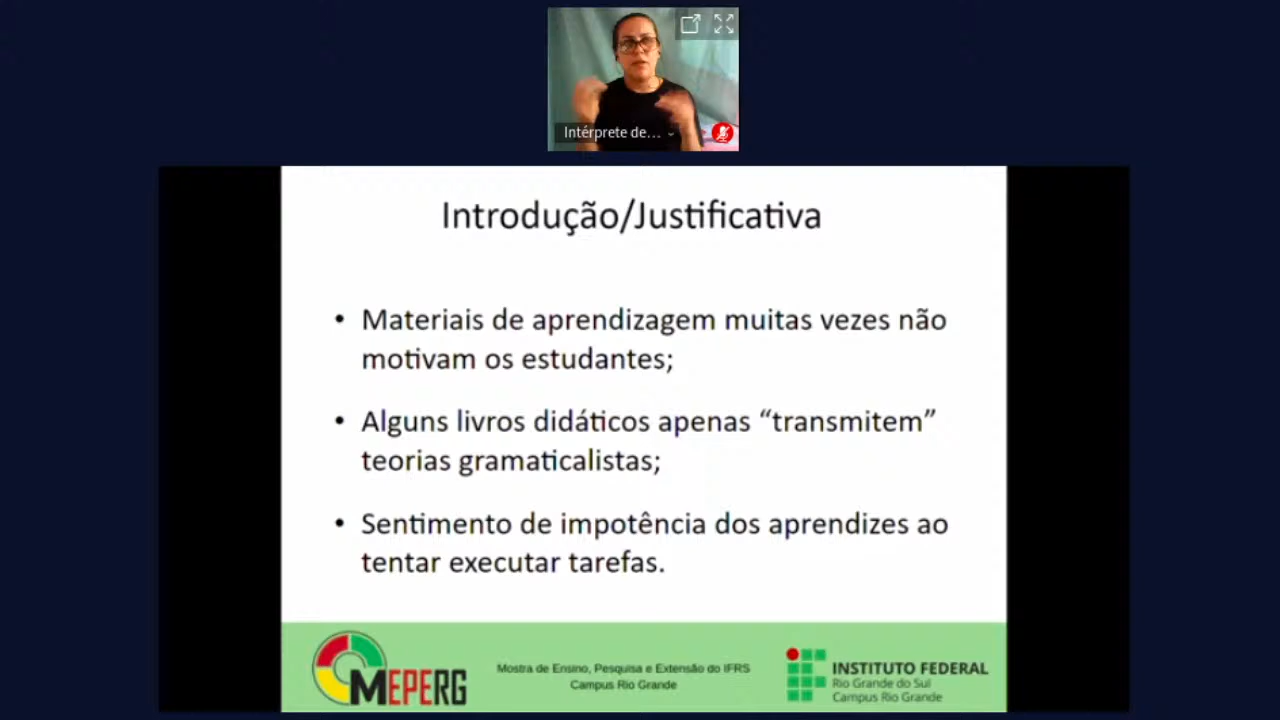 Intérprete de...
Introdução/Justificativa
• Materiais de aprendizagem muitas vezes não
motivam os estudantes;
• Alguns livros didáticos apenas “transmitem”
teorias gramaticalistas;
• Sentimento de impotência dos aprendizes ao
tentar executar tarefas.
MEPERG
Mostra de Ensino, Pesquisa e Extensão do IFRS
Campus Rio Grande
INSTITUTO FEDERAL
Rio Grande do Sul
Campus Rio Grande